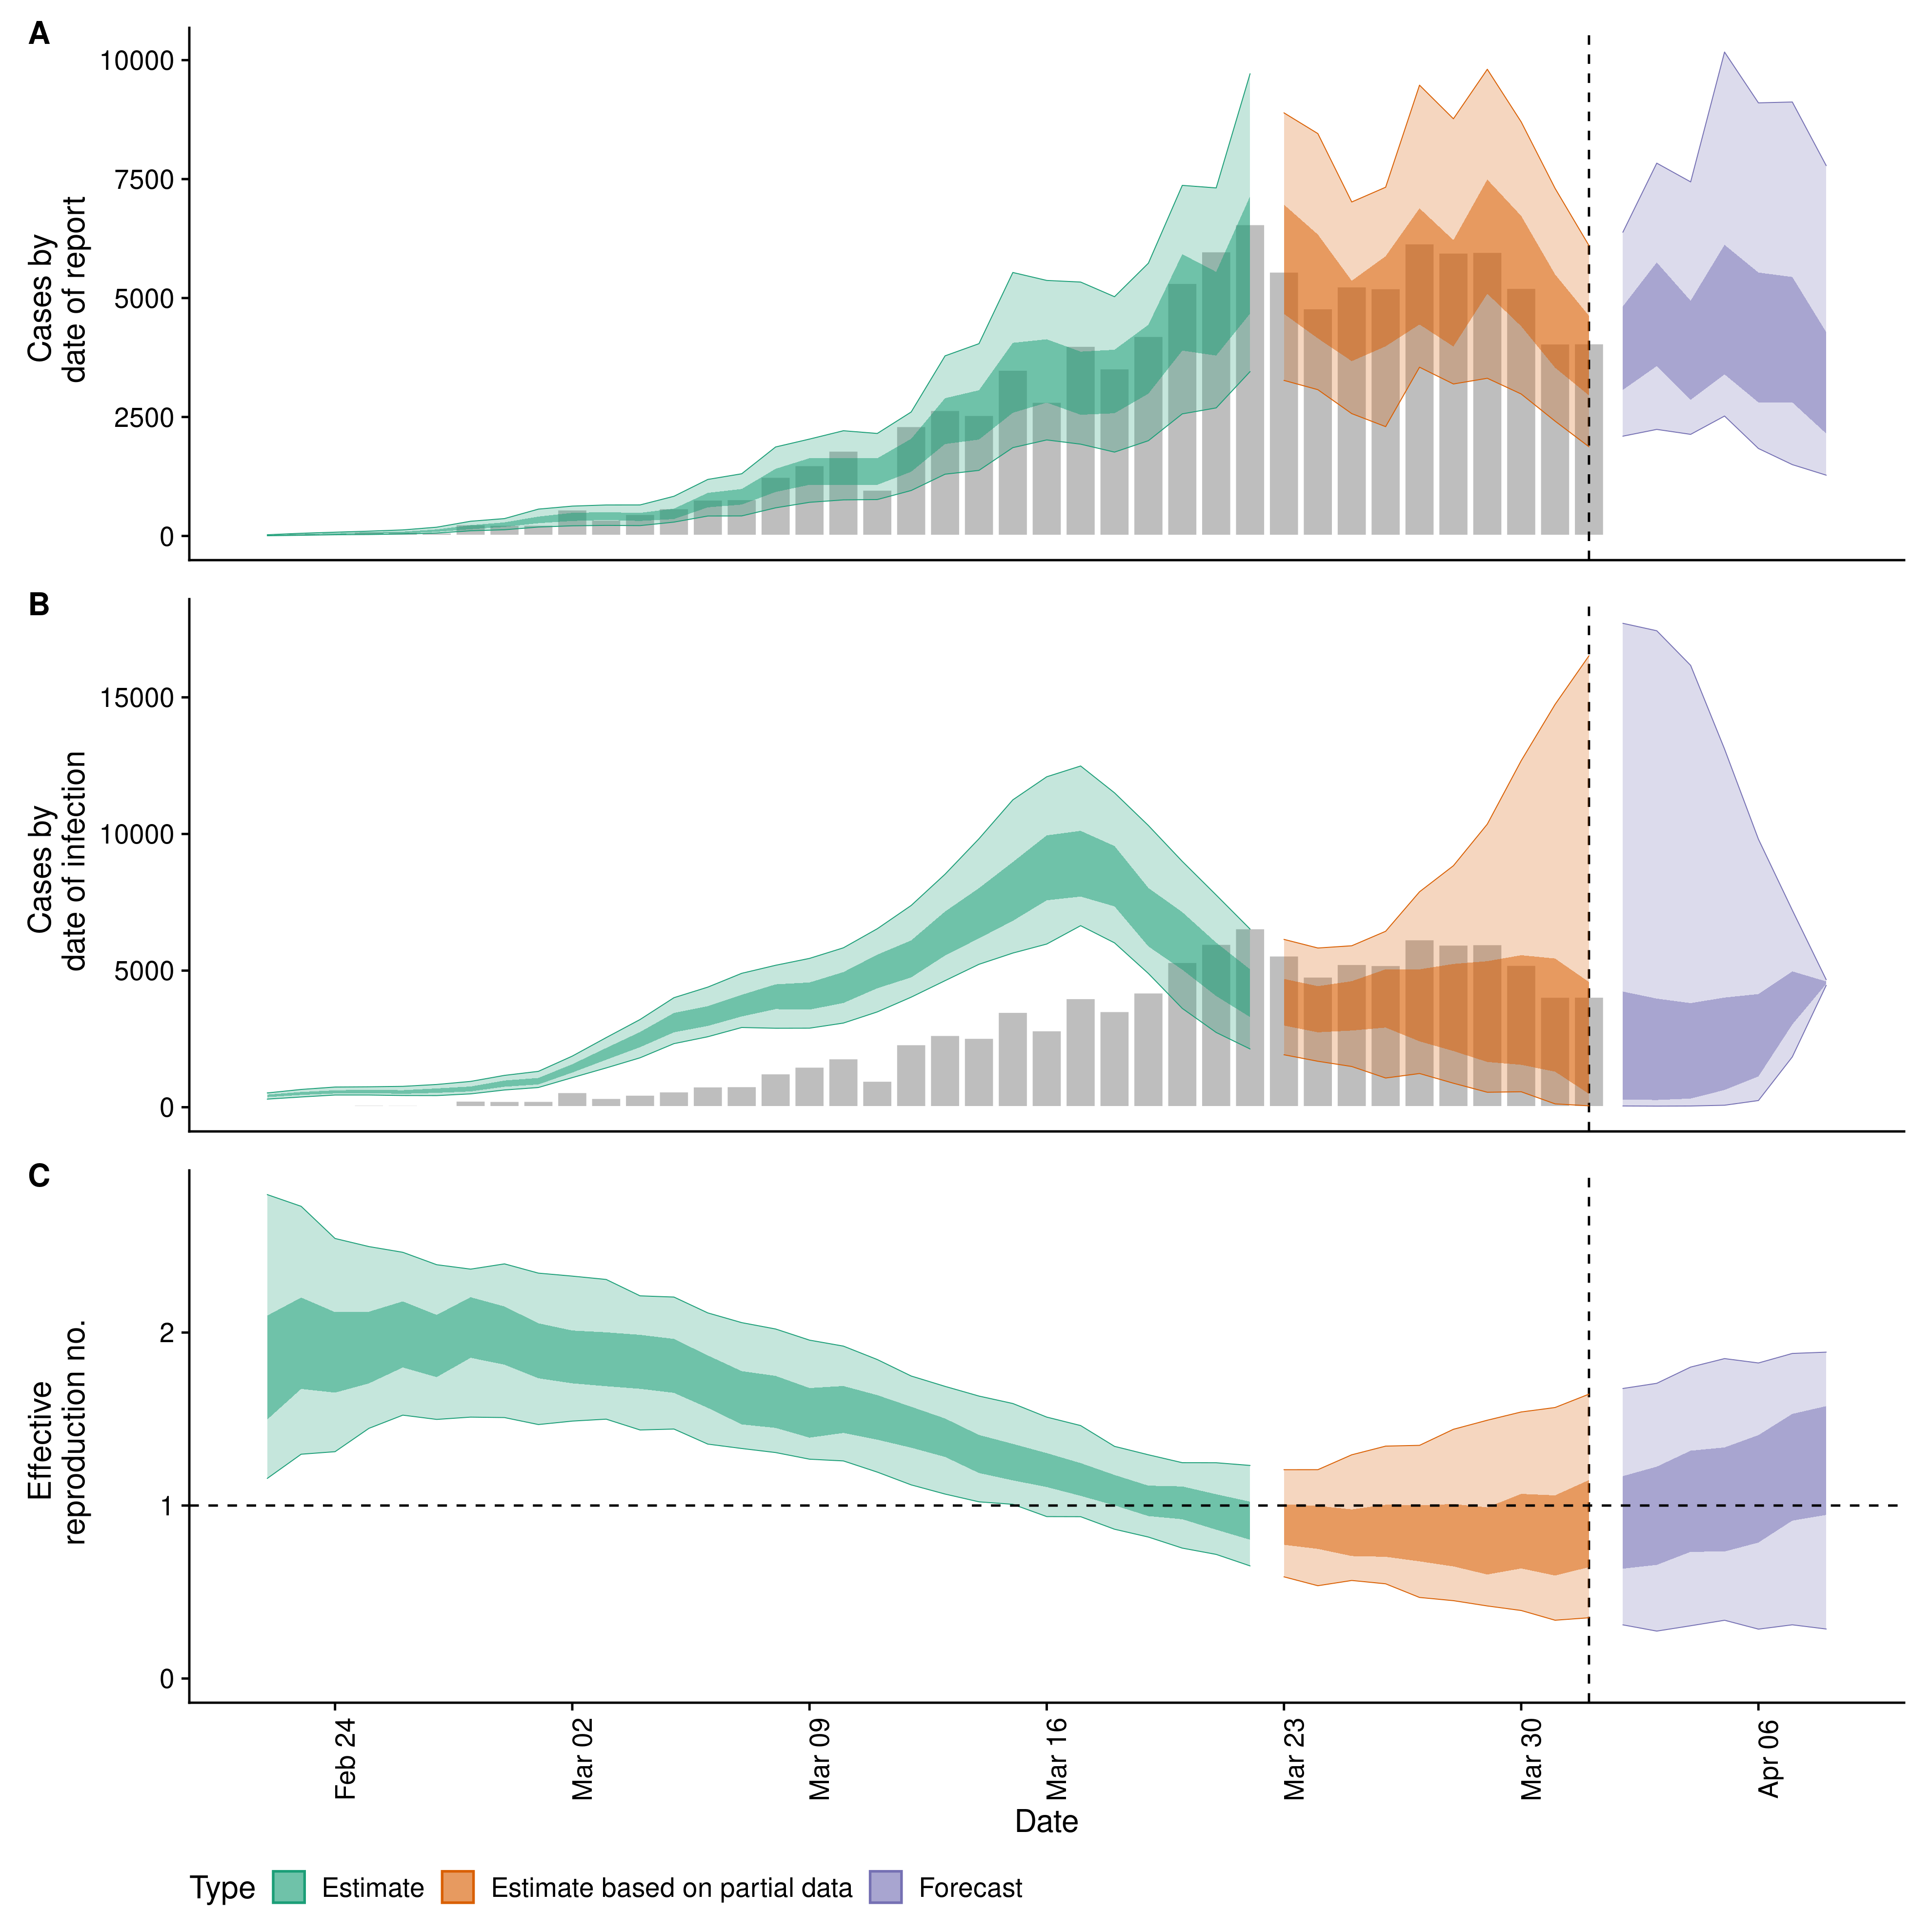 A
Cases by
date of report
10000
7500
5000
2500
0
B
Cases by
date of infection
15000
10000
5000
0
C
Effective
reproduction no.
2
1
0
Feb 24
Mar 02
Mar 09
Mar 16
Mar 23
Mar 30
Apr 06
Date
Type Estimate Estimate based on partial data Forecast